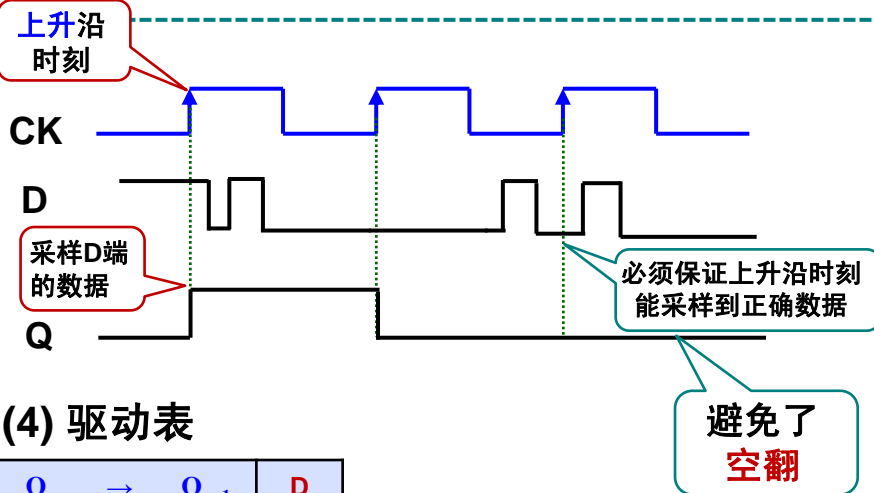 上升沿
时刻
CK
D
采样D端
的数据
必须保证上升沿时刻
能采样到正确数据
Q
避免了
空翻
(4) 驱动表
Q → Q D